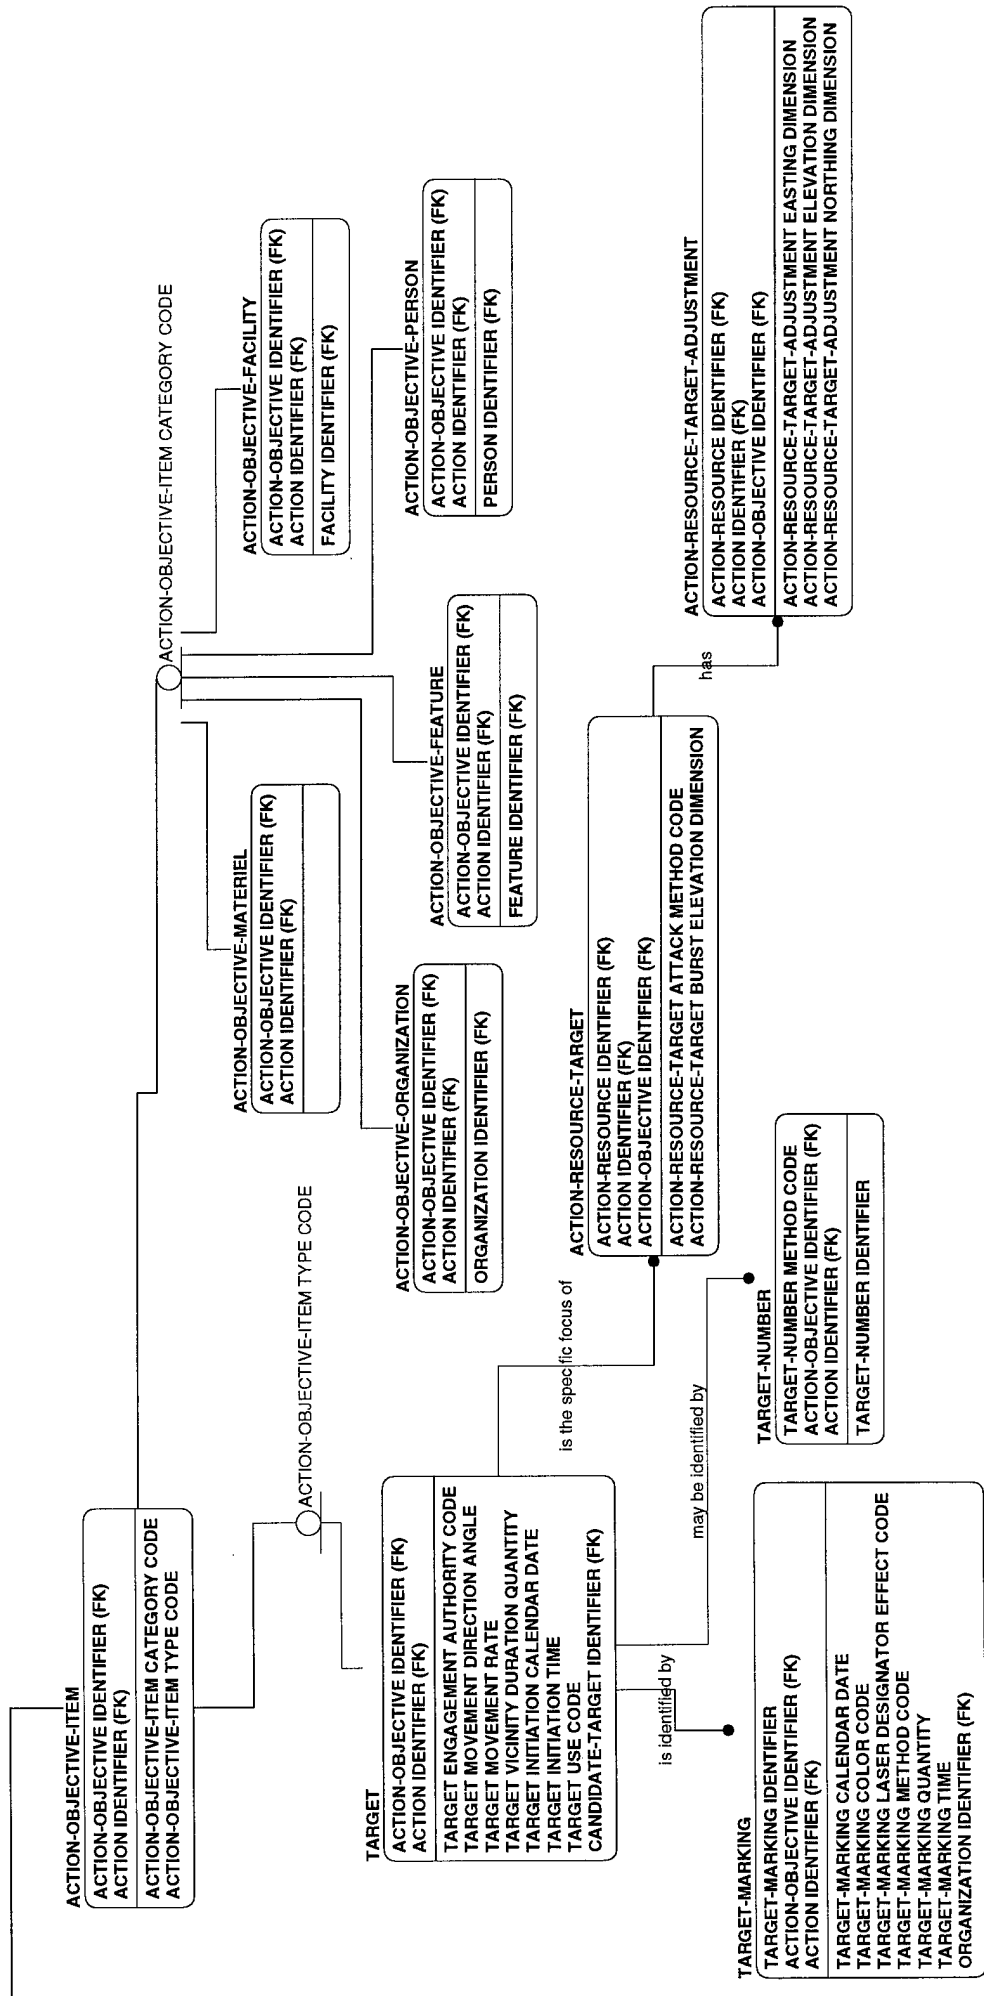 ACTION-OBJECTIVE-ITEM
ACTION-OBJECTIVE IDENTIFIER (FK)
ACTION IDENTIFIER (FK)
ACTION-OBJECTIVE-ITEM CATEGORY CODE
ACTION-OBJECTIVE-ITEM TYPE CODE
ACTION-OBJECTIVE-ITEM CATEGORY CODE
ACTION-OBJECTIVE-MATERIEL
ACTION-OBJECTIVE IDENTIFIER (FK)
ACTION IDENTIFIER (FK)
ACTION-OBJECTIVE-FACILITY
ACTION-OBJECTIVE IDENTIFIER (FK)
ACTION IDENTIFIER (FK)
FACILITY IDENTIFIER (FK)
ACTION-OBJECTIVE-ITEM TYPE CODE
ACTION-OBJECTIVE-ORGANIZATION
ACTION-OBJECTIVE IDENTIFIER (FK)
ACTION IDENTIFIER (FK)
ORGANIZATION IDENTIFIER (FK)
ACTION-OBJECTIVE-FEATURE
ACTION-OBJECTIVE IDENTIFIER (FK)
ACTION IDENTIFIER (FK)
FEATURE IDENTIFIER (FK)
ACTION-OBJECTIVE-PERSON
ACTION-OBJECTIVE IDENTIFIER (FK)
ACTION IDENTIFIER (FK)
PERSON IDENTIFIER (FK)
TARGET
ACTION-OBJECTIVE IDENTIFIER (FK)
ACTION IDENTIFIER (FK)
TARGET ENGAGEMENT AUTHORITY CODE
TARGET MOVEMENT DIRECTION ANGLE
TARGET MOVEMENT RATE
TARGET VICINITY DURATION QUANTITY
TARGET INITIATION CALENDAR DATE
TARGET INITIATION TIME
TARGET USE CODE
CANDIDATE-TARGET IDENTIFIER (FK)
is the specific focus of
ACTION-RESOURCE-TARGET
ACTION-RESOURCE IDENTIFIER (FK)
ACTION IDENTIFIER (FK)
ACTION-OBJECTIVE IDENTIFIER (FK)
ACTION-RESOURCE-TARGET ATTACK METHOD CODE
ACTION-RESOURCE-TARGET BURST ELEVATION DIMENSION
has
ACTION-RESOURCE-TARGET-ADJUSTMENT
ACTION-RESOURCE IDENTIFIER (FK)
ACTION IDENTIFIER (FK)
ACTION-OBJECTIVE IDENTIFIER (FK)
ACTION-RESOURCE-TARGET-ADJUSTMENT EASTING DIMENSION
ACTION-RESOURCE-TARGET-ADJUSTMENT ELEVATION DIMENSION
ACTION-RESOURCE-TARGET-ADJUSTMENT NORTHING DIMENSION
is identified by
may be identified by
TARGET-MARKING
TARGET-MARKING IDENTIFIER
ACTION-OBJECTIVE IDENTIFIER (FK)
ACTION IDENTIFIER (FK)
TARGET-MARKING CALENDAR DATE
TARGET-MARKING COLOR CODE
TARGET-MARKING LASER DESIGNATOR EFFECT CODE
TARGET-MARKING METHOD CODE
TARGET-MARKING QUANTITY
TARGET-MARKING TIME
ORGANIZATION IDENTIFIER (FK)
TARGET-NUMBER
TARGET-NUMBER METHOD CODE
ACTION-OBJECTIVE IDENTIFIER (FK)
ACTION IDENTIFIER (FK)
TARGET-NUMBER IDENTIFIER